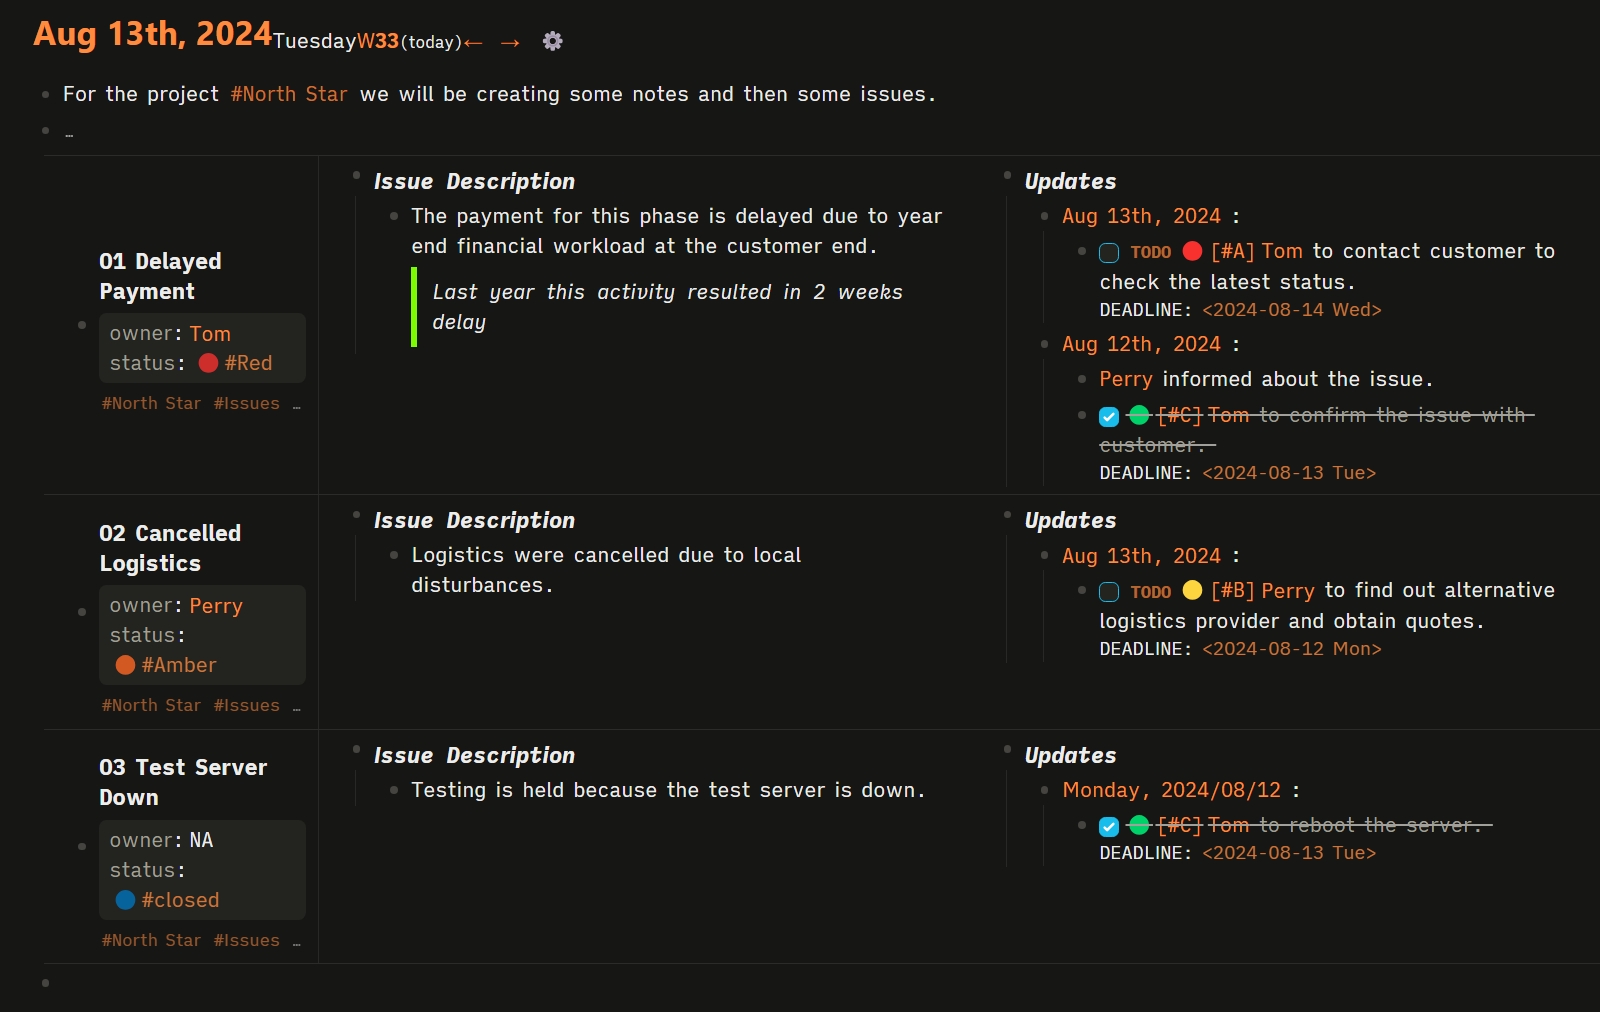 Aug 13th, 2024 Tuesday W33 (today) ← →
For the project #North Star we will be creating some notes and then some issues.
…
01 Delayed
Payment
owner: Tom
status: #Red
#North Star #Issues …
Issue Description
The payment for this phase is delayed due to year
end financial workload at the customer end.
Last year this activity resulted in 2 weeks
delay
Updates
Aug 13th, 2024 :
TODO [#A] Tom to contact customer to
check the latest status.
DEADLINE: <2024-08-14 Wed>
Aug 12th, 2024 :
Perry informed about the issue.
[#C] Tom to confirm the issue with
customer.
DEADLINE: <2024-08-13 Tue>
02 Cancelled
Logistics
owner: Perry
status:
#Amber
#North Star #Issues …
Issue Description
Logistics were cancelled due to local
disturbances.
Updates
Aug 13th, 2024 :
TODO [#B] Perry to find out alternative
logistics provider and obtain quotes.
DEADLINE: <2024-08-12 Mon>
03 Test Server
Down
owner: NA
status:
#closed
#North Star #Issues …
Issue Description
Testing is held because the test server is down.
Updates
Monday, 2024/08/12 :
[#C] Tom to reboot the server.
DEADLINE: <2024-08-13 Tue>